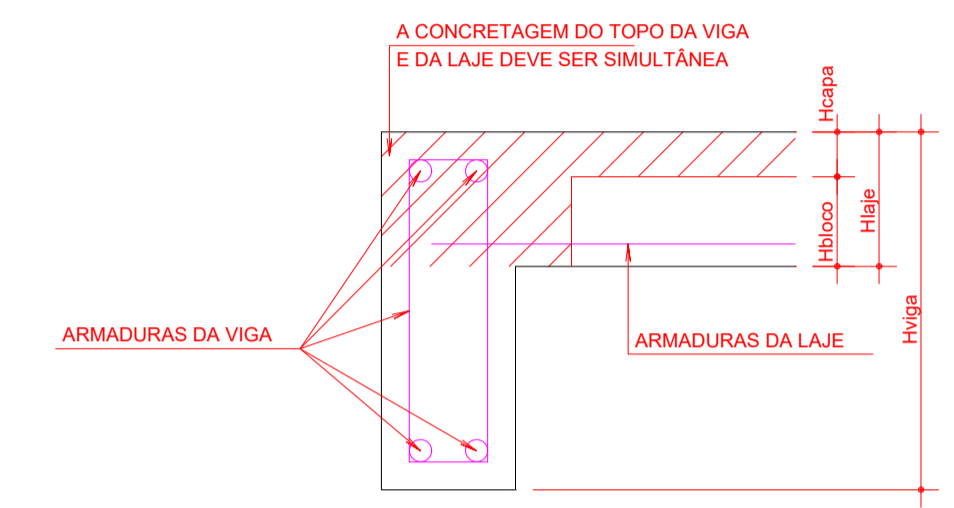 A CONCRETAGEM DO TOPO DA VIGA
E DA LAJE DEVE SER SIMULTÂNEA
Hcapa
Hbloco
Hlaje
Hviga
ARMADURAS DA VIGA
ARMADURAS DA LAJE